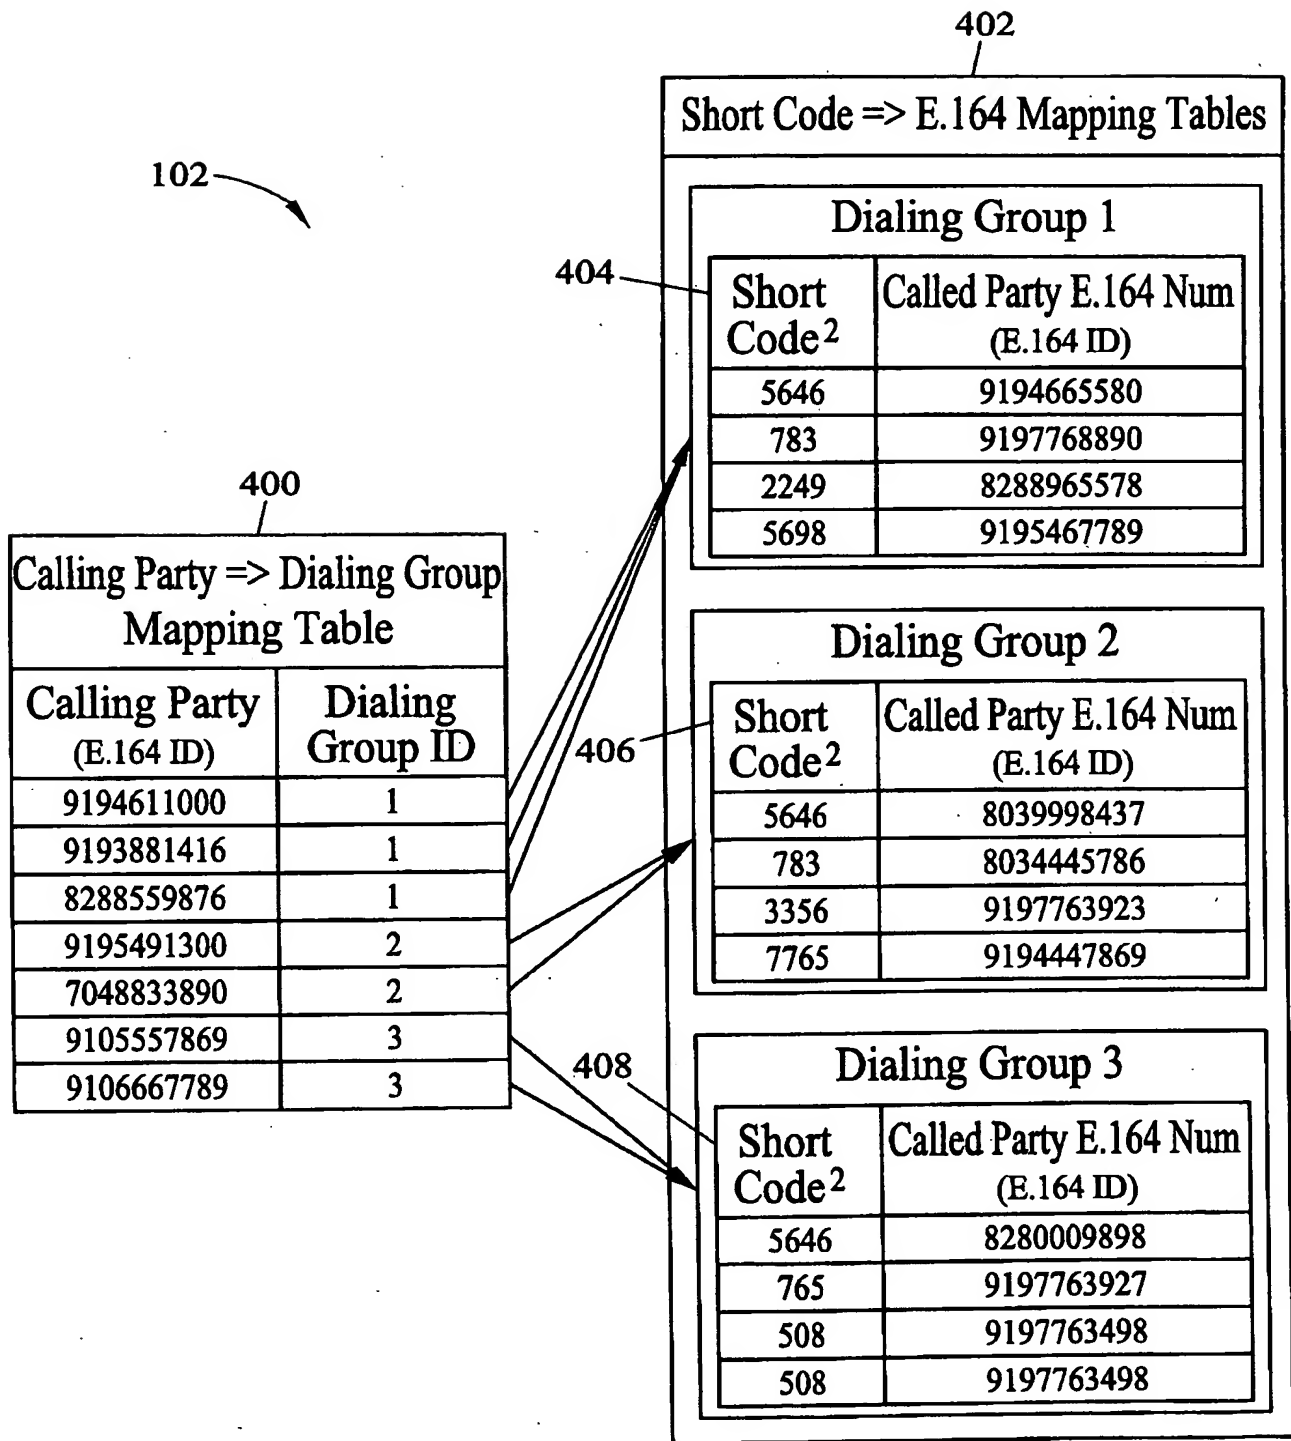 402
Short Code => E.164 Mapping Tables
102
Dialing Group 1
404
Short Code² Called Party E.164 Num (E.164 ID)
5646 9194665580
783 9197768890
2249 8288965578
5698 9195467789
400
Calling Party => Dialing Group
Mapping Table
Calling Party (E.164 ID) Dialing Group ID
9194611000 1
9193881416 1
8288559876 1
9195491300 2
7048833890 2
9105557869 3
9106667789 3
Dialing Group 2
406
Short Code² Called Party E.164 Num (E.164 ID)
5646 8039998437
783 8034445786
3356 9197763923
7765 9194447869
Dialing Group 3
408
Short Code² Called Party E.164 Num (E.164 ID)
5646 8280009898
765 9197763927
508 9197763498
508 9197763498